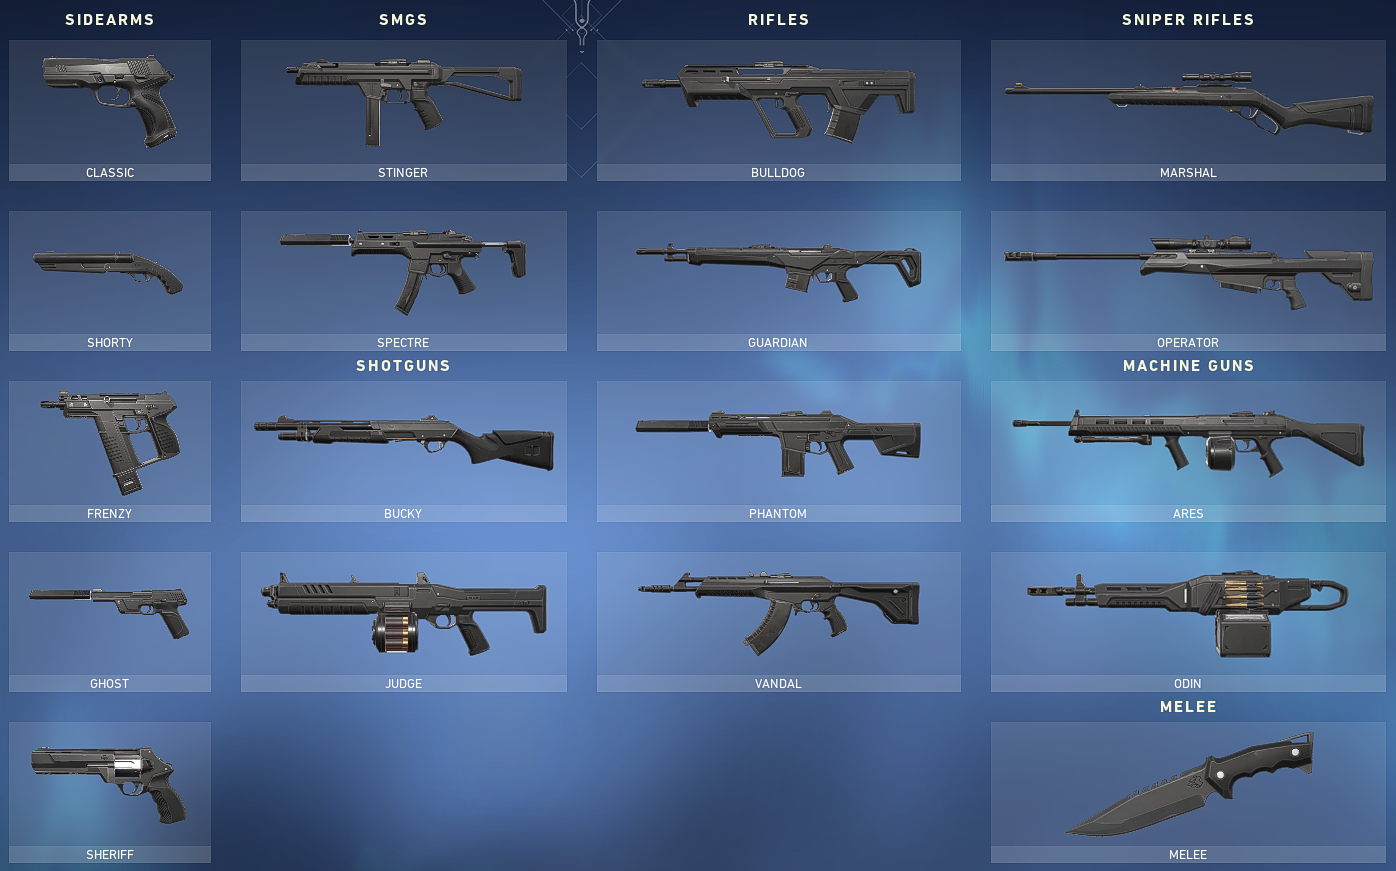 SIDEARMS
SMGS
RIFLES
SNIPER RIFLES
CLASSIC
STINGER
BULLDOG
MARSHAL
SHORTY
SPECTRE
GUARDIAN
OPERATOR
SHOTGUNS
MACHINE GUNS
FRENZY
BUCKY
PHANTOM
ARES
GHOST
JUDGE
VANDAL
ODIN
MELEE
SHERIFF
MELEE